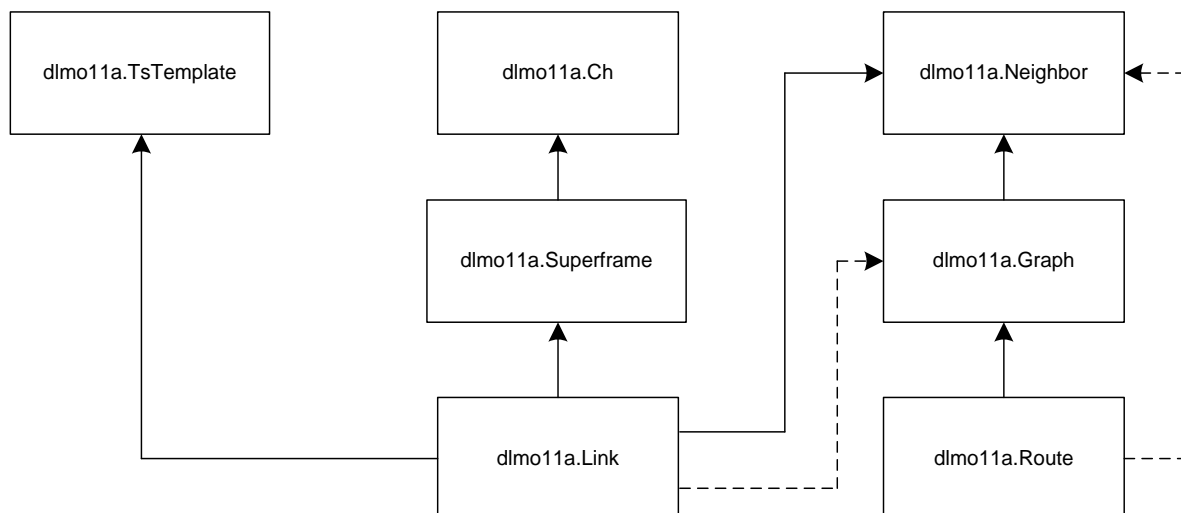 dlmo11a.TsTemplate
dlmo11a.Ch
dlmo11a.Neighbor
dlmo11a.Superframe
dlmo11a.Graph
dlmo11a.Link
dlmo11a.Route